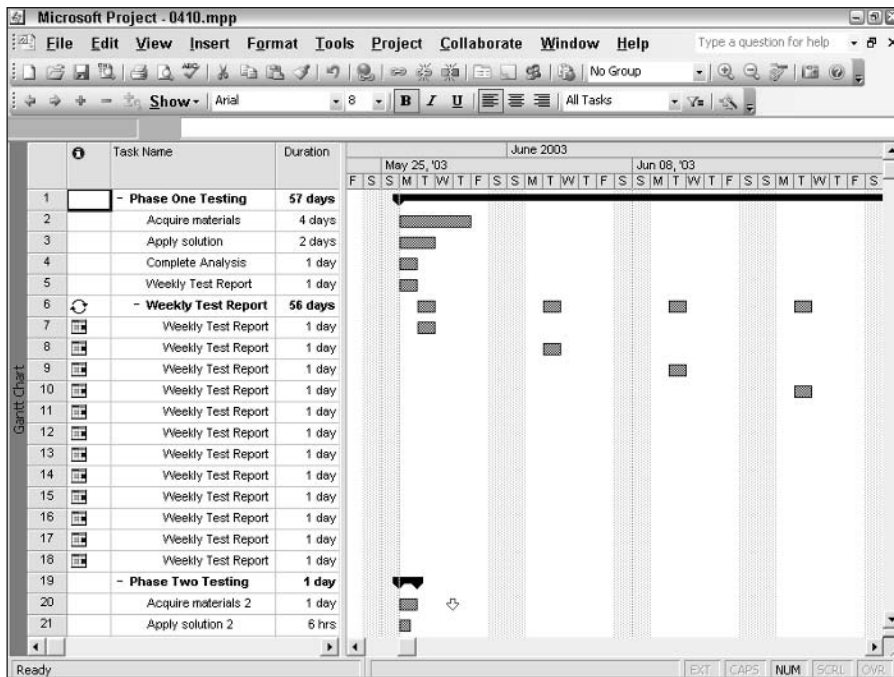 Microsoft Project - 0410.mpp
File Edit View Insert Format Tools Project Collaborate Window Help Type a question for help
No Group
Show Arial 8 B I U All Tasks
Task Name Duration
June 2003
May 25, '03 Jun 08, '03
F S S M T W T F S S M T W T F S S M T W T F S S M T W T F S
1 - Phase One Testing 57 days
2 Acquire materials 4 days
3 Apply solution 2 days
4 Complete Analysis 1 day
5 Weekly Test Report 1 day
6 - Weekly Test Report 56 days
7 Weekly Test Report 1 day
8 Weekly Test Report 1 day
9 Weekly Test Report 1 day
10 Weekly Test Report 1 day
11 Weekly Test Report 1 day
12 Weekly Test Report 1 day
13 Weekly Test Report 1 day
14 Weekly Test Report 1 day
15 Weekly Test Report 1 day
16 Weekly Test Report 1 day
17 Weekly Test Report 1 day
18 Weekly Test Report 1 day
19 - Phase Two Testing 1 day
20 Acquire materials 2 1 day
21 Apply solution 2 6 hrs
Gantt Chart
Ready EXT CAPS NUM SCRL OVR